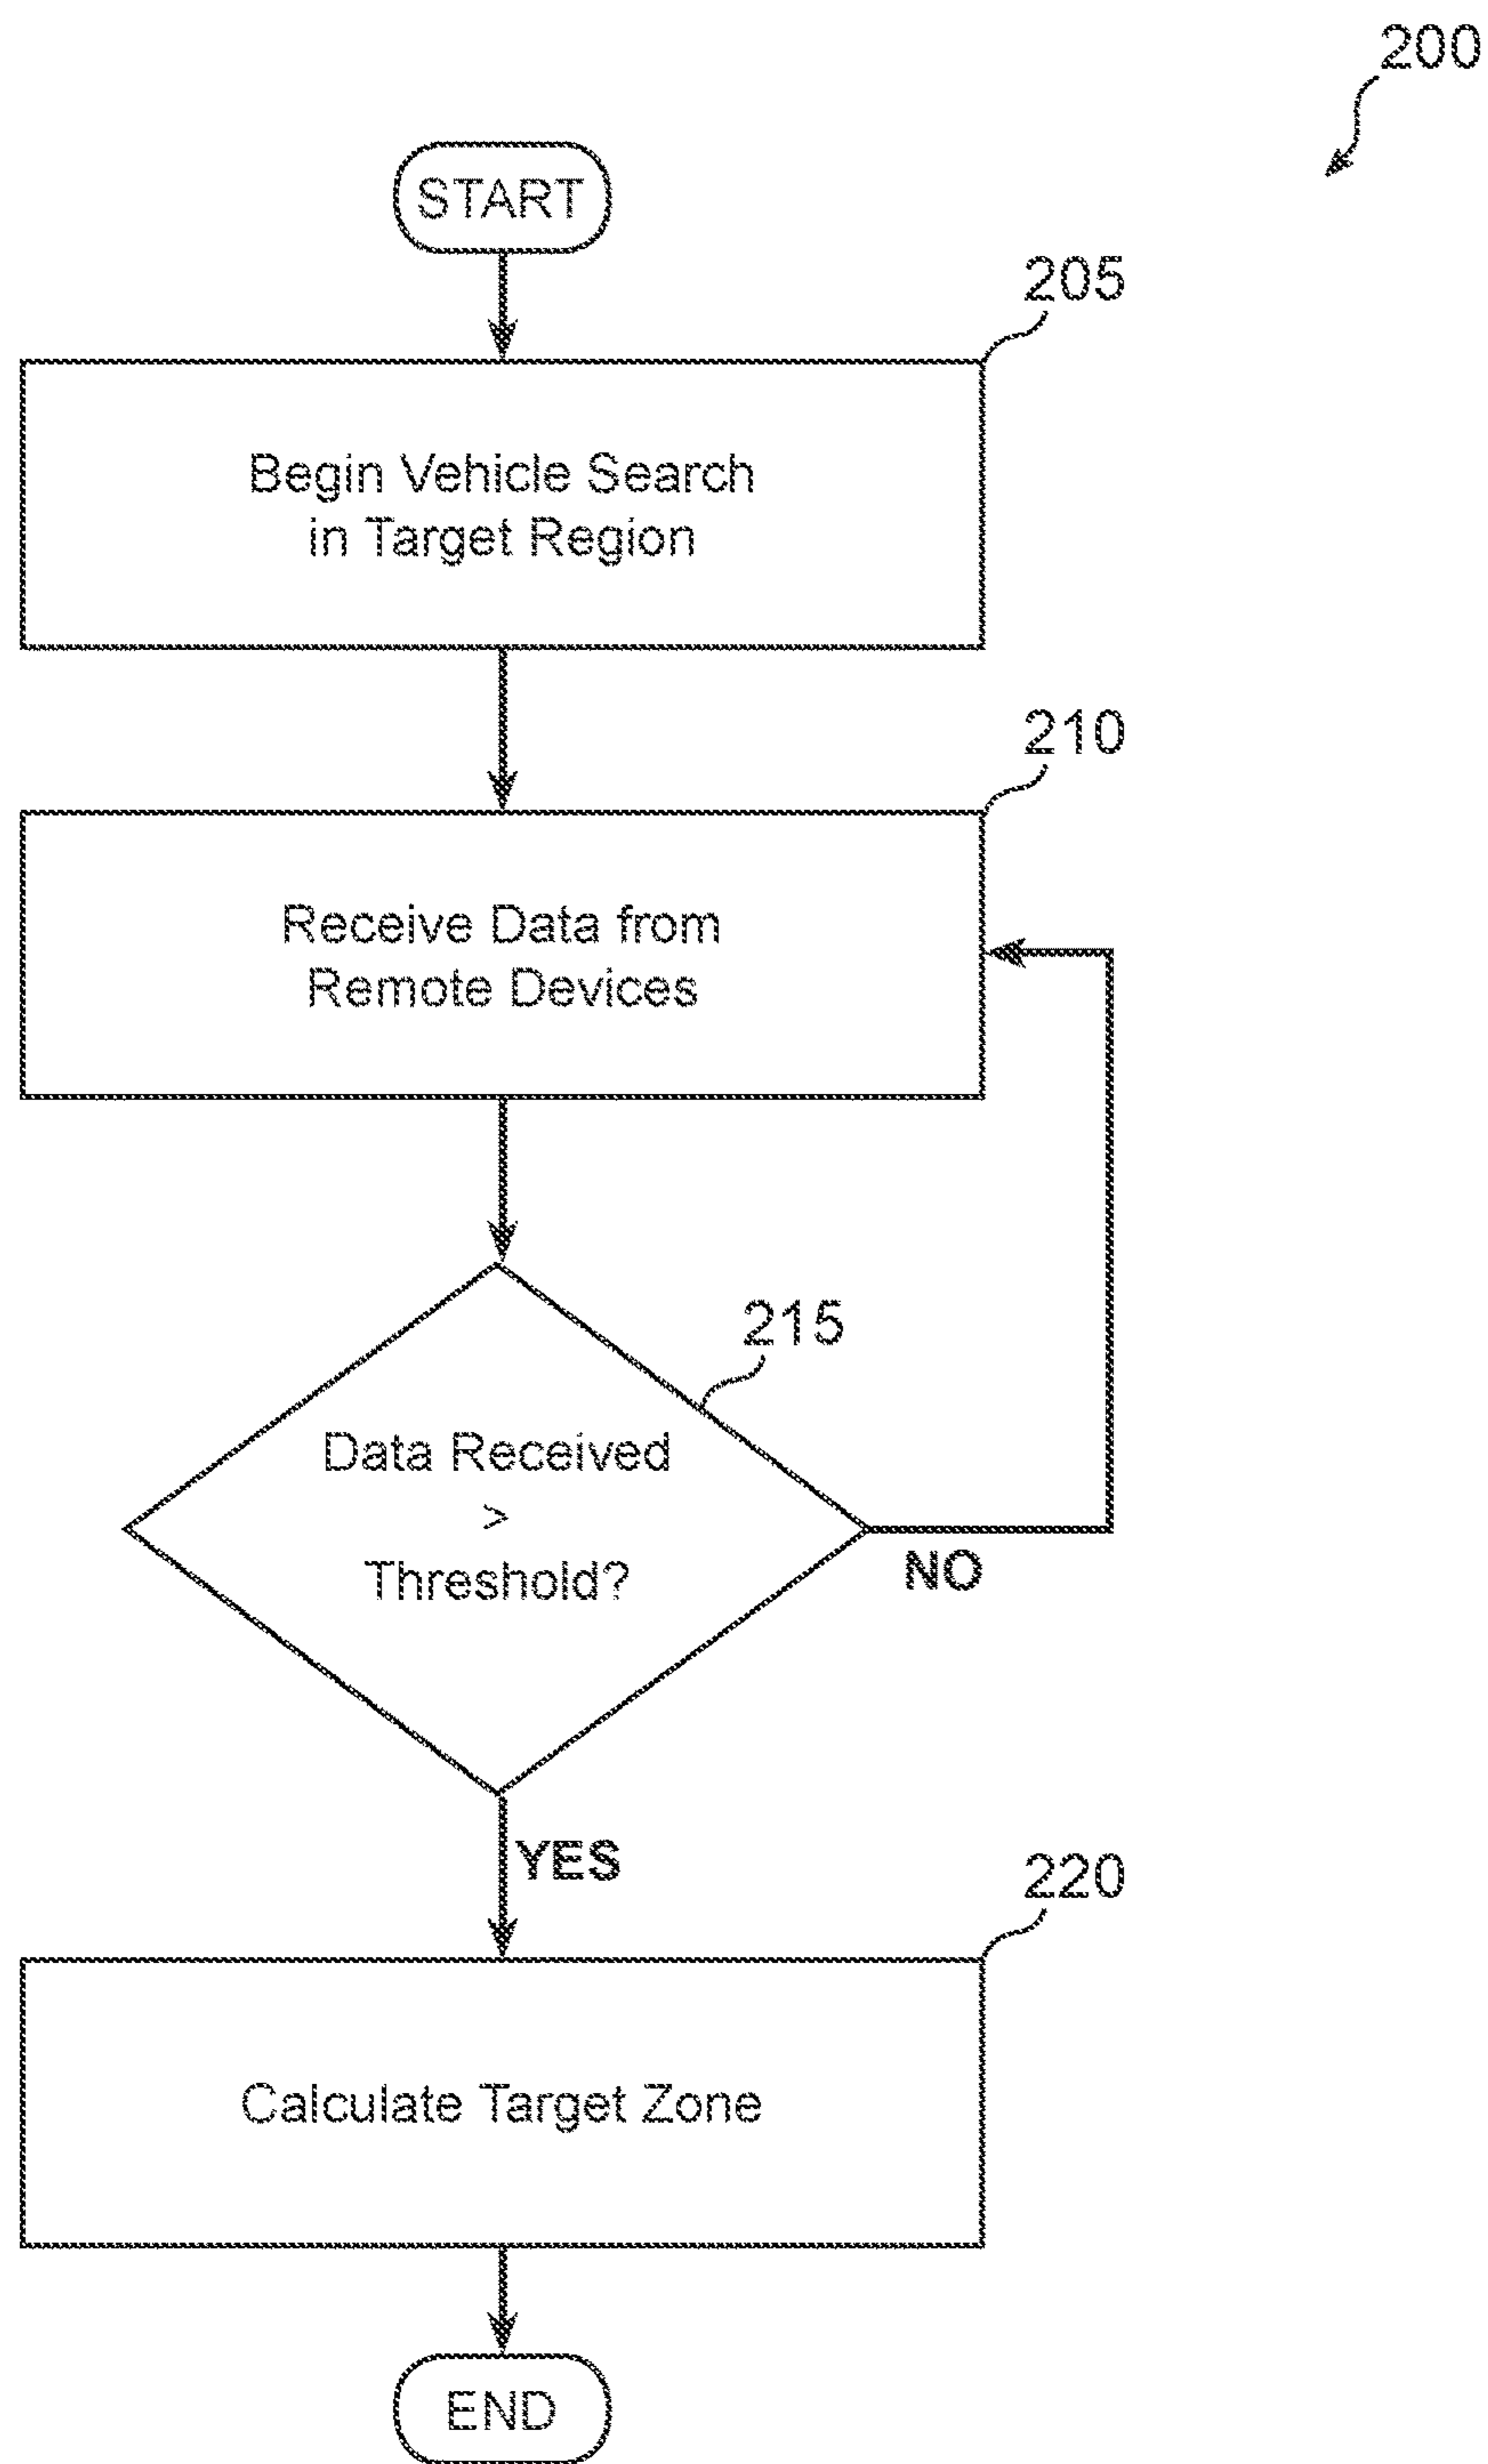 200
START
205
Begin Vehicle Search
in Target Region
210
Receive Data from
Remote Devices
215
Data Received
>
Threshold?
NO
YES
220
Calculate Target Zone
END